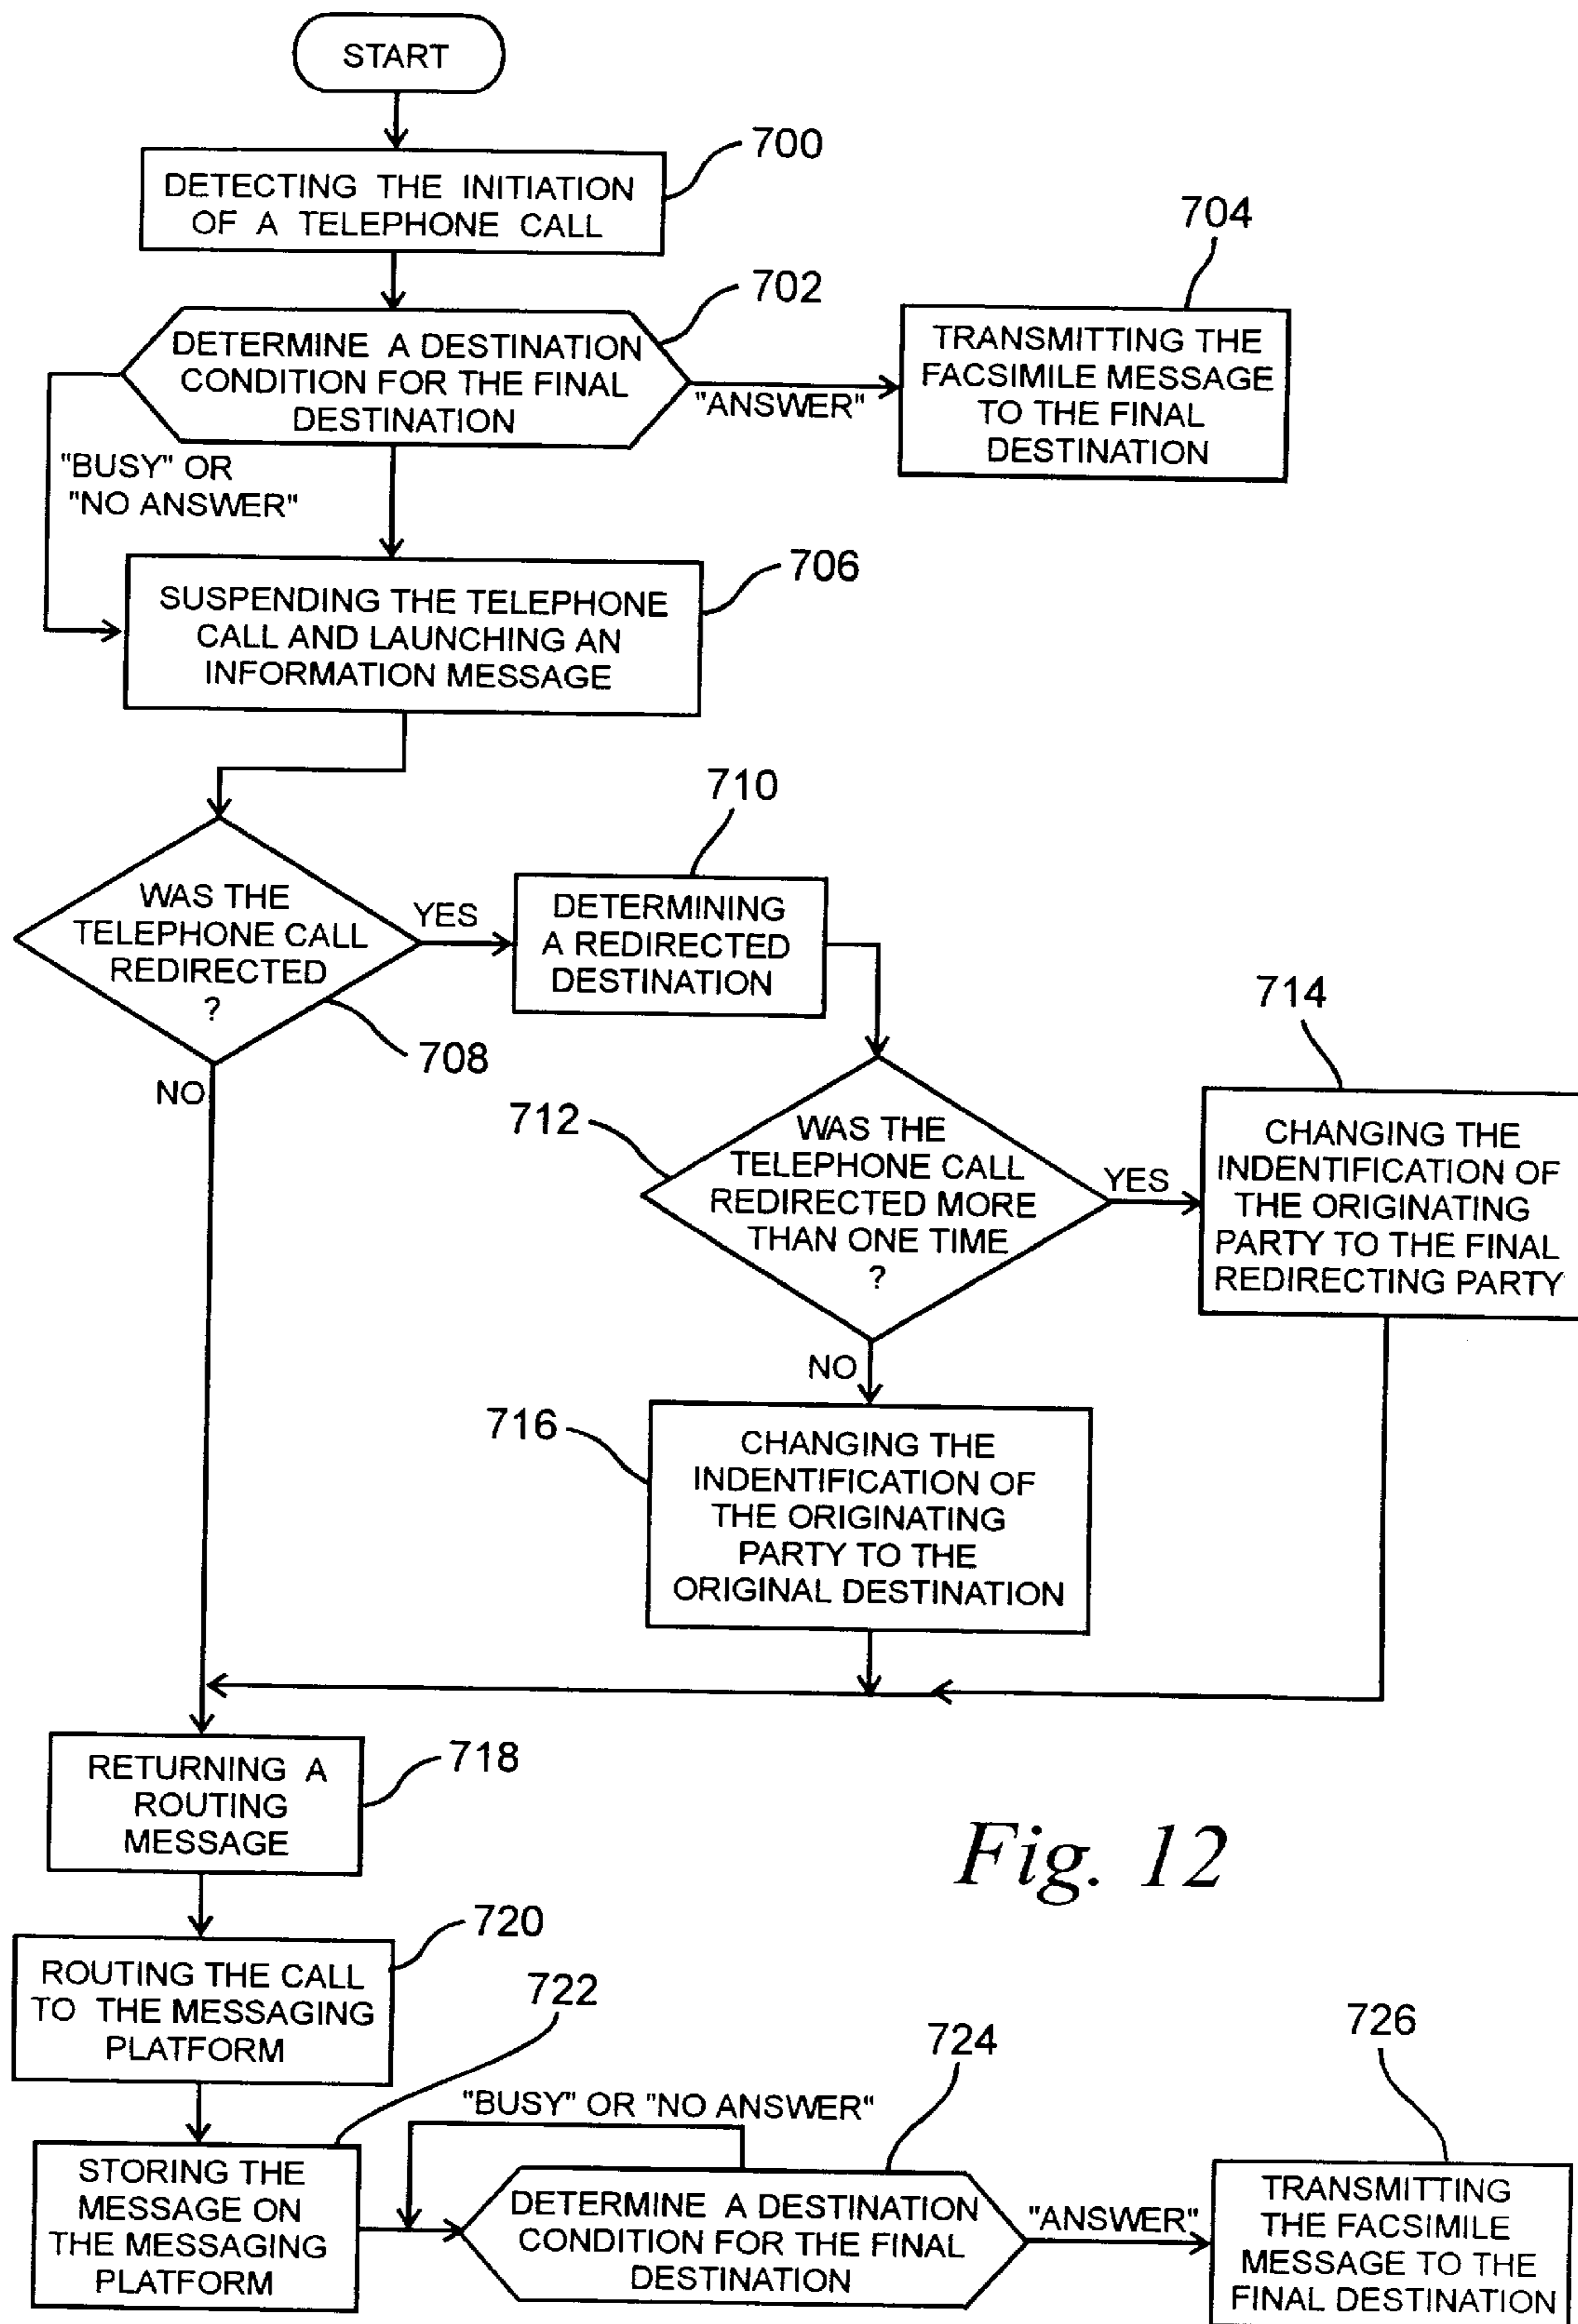 START
700
DETECTING THE INITIATION
OF A TELEPHONE CALL
702
704
DETERMINE A DESTINATION
CONDITION FOR THE FINAL
DESTINATION
"ANSWER"
TRANSMITTING THE
FACSIMILE MESSAGE
TO THE FINAL
DESTINATION
"BUSY" OR
"NO ANSWER"
706
SUSPENDING THE TELEPHONE
CALL AND LAUNCHING AN
INFORMATION MESSAGE
710
WAS THE
TELEPHONE CALL
REDIRECTED
?
YES
DETERMINING
A REDIRECTED
DESTINATION
708
NO
714
712
WAS THE
TELEPHONE CALL
REDIRECTED MORE
THAN ONE TIME
?
YES
CHANGING THE
INDENTIFICATION OF
THE ORIGINATING
PARTY TO THE FINAL
REDIRECTING PARTY
NO
716
CHANGING THE
INDENTIFICATION OF
THE ORIGINATING
PARTY TO THE
ORIGINAL DESTINATION
RETURNING A
ROUTING
MESSAGE
718
Fig. 12
720
ROUTING THE CALL
TO THE MESSAGING
PLATFORM
722
724
726
"BUSY" OR "NO ANSWER"
STORING THE
MESSAGE ON
THE MESSAGING
PLATFORM
DETERMINE A DESTINATION
CONDITION FOR THE FINAL
DESTINATION
"ANSWER"
TRANSMITTING
THE FACSIMILE
MESSAGE TO THE
FINAL DESTINATION